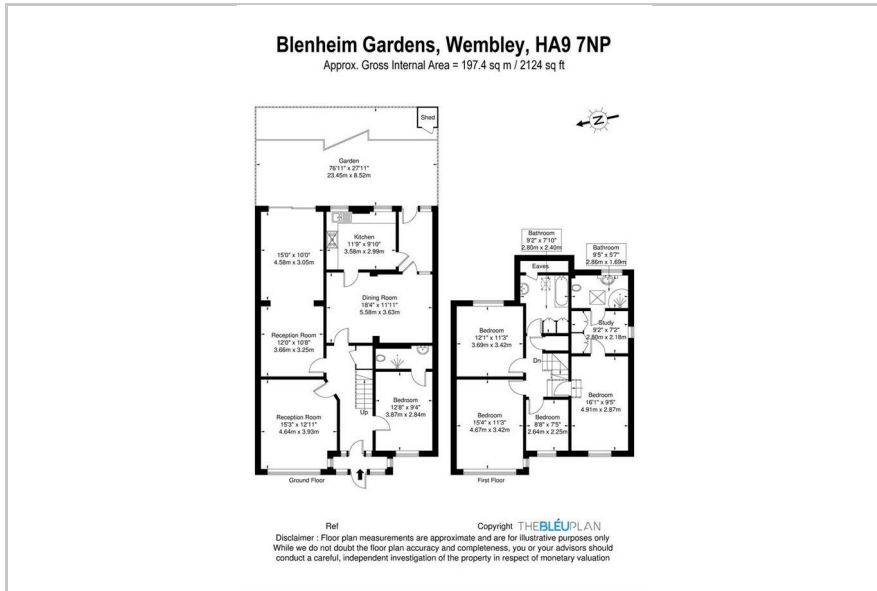 Blenheim Gardens, Wembley, HA9 7NP
Approx. Gross Internal Area = 197.4 sq m / 2124 sq ft
Shed
N
Garden
76'11" x 27'11"
23.45m x 8.52m
Kitchen
11'9" x 9'10"
3.58m x 2.99m
15'0" x 10'0"
4.58m x 3.05m
Dining Room
18'4" x 11'11"
5.58m x 3.63m
Reception Room
12'0" x 10'8"
3.66m x 3.25m
Reception Room
15'3" x 12'11"
4.64m x 3.93m
Up
Bedroom
12'8" x 9'4"
3.87m x 2.84m
Ground Floor
Bathroom
9'2" x 7'10"
2.80m x 2.40m
Bathroom
9'5" x 5'7"
2.86m x 1.69m
Eaves
Study
9'2" x 7'2"
2.80m x 2.18m
Bedroom
12'1" x 11'3"
3.69m x 3.42m
Dn
Bedroom
16'1" x 9'5"
4.91m x 2.87m
Bedroom
15'4" x 11'3"
4.67m x 3.42m
Bedroom
8'8" x 7'5"
2.64m x 2.25m
First Floor
Ref
Copyright THEBLÉUPLAN
Disclaimer : Floor plan measurements are approximate and are for illustrative purposes only
While we do not doubt the floor plan accuracy and completeness, you or your advisors should
conduct a careful, independent investigation of the property in respect of monetary valuation